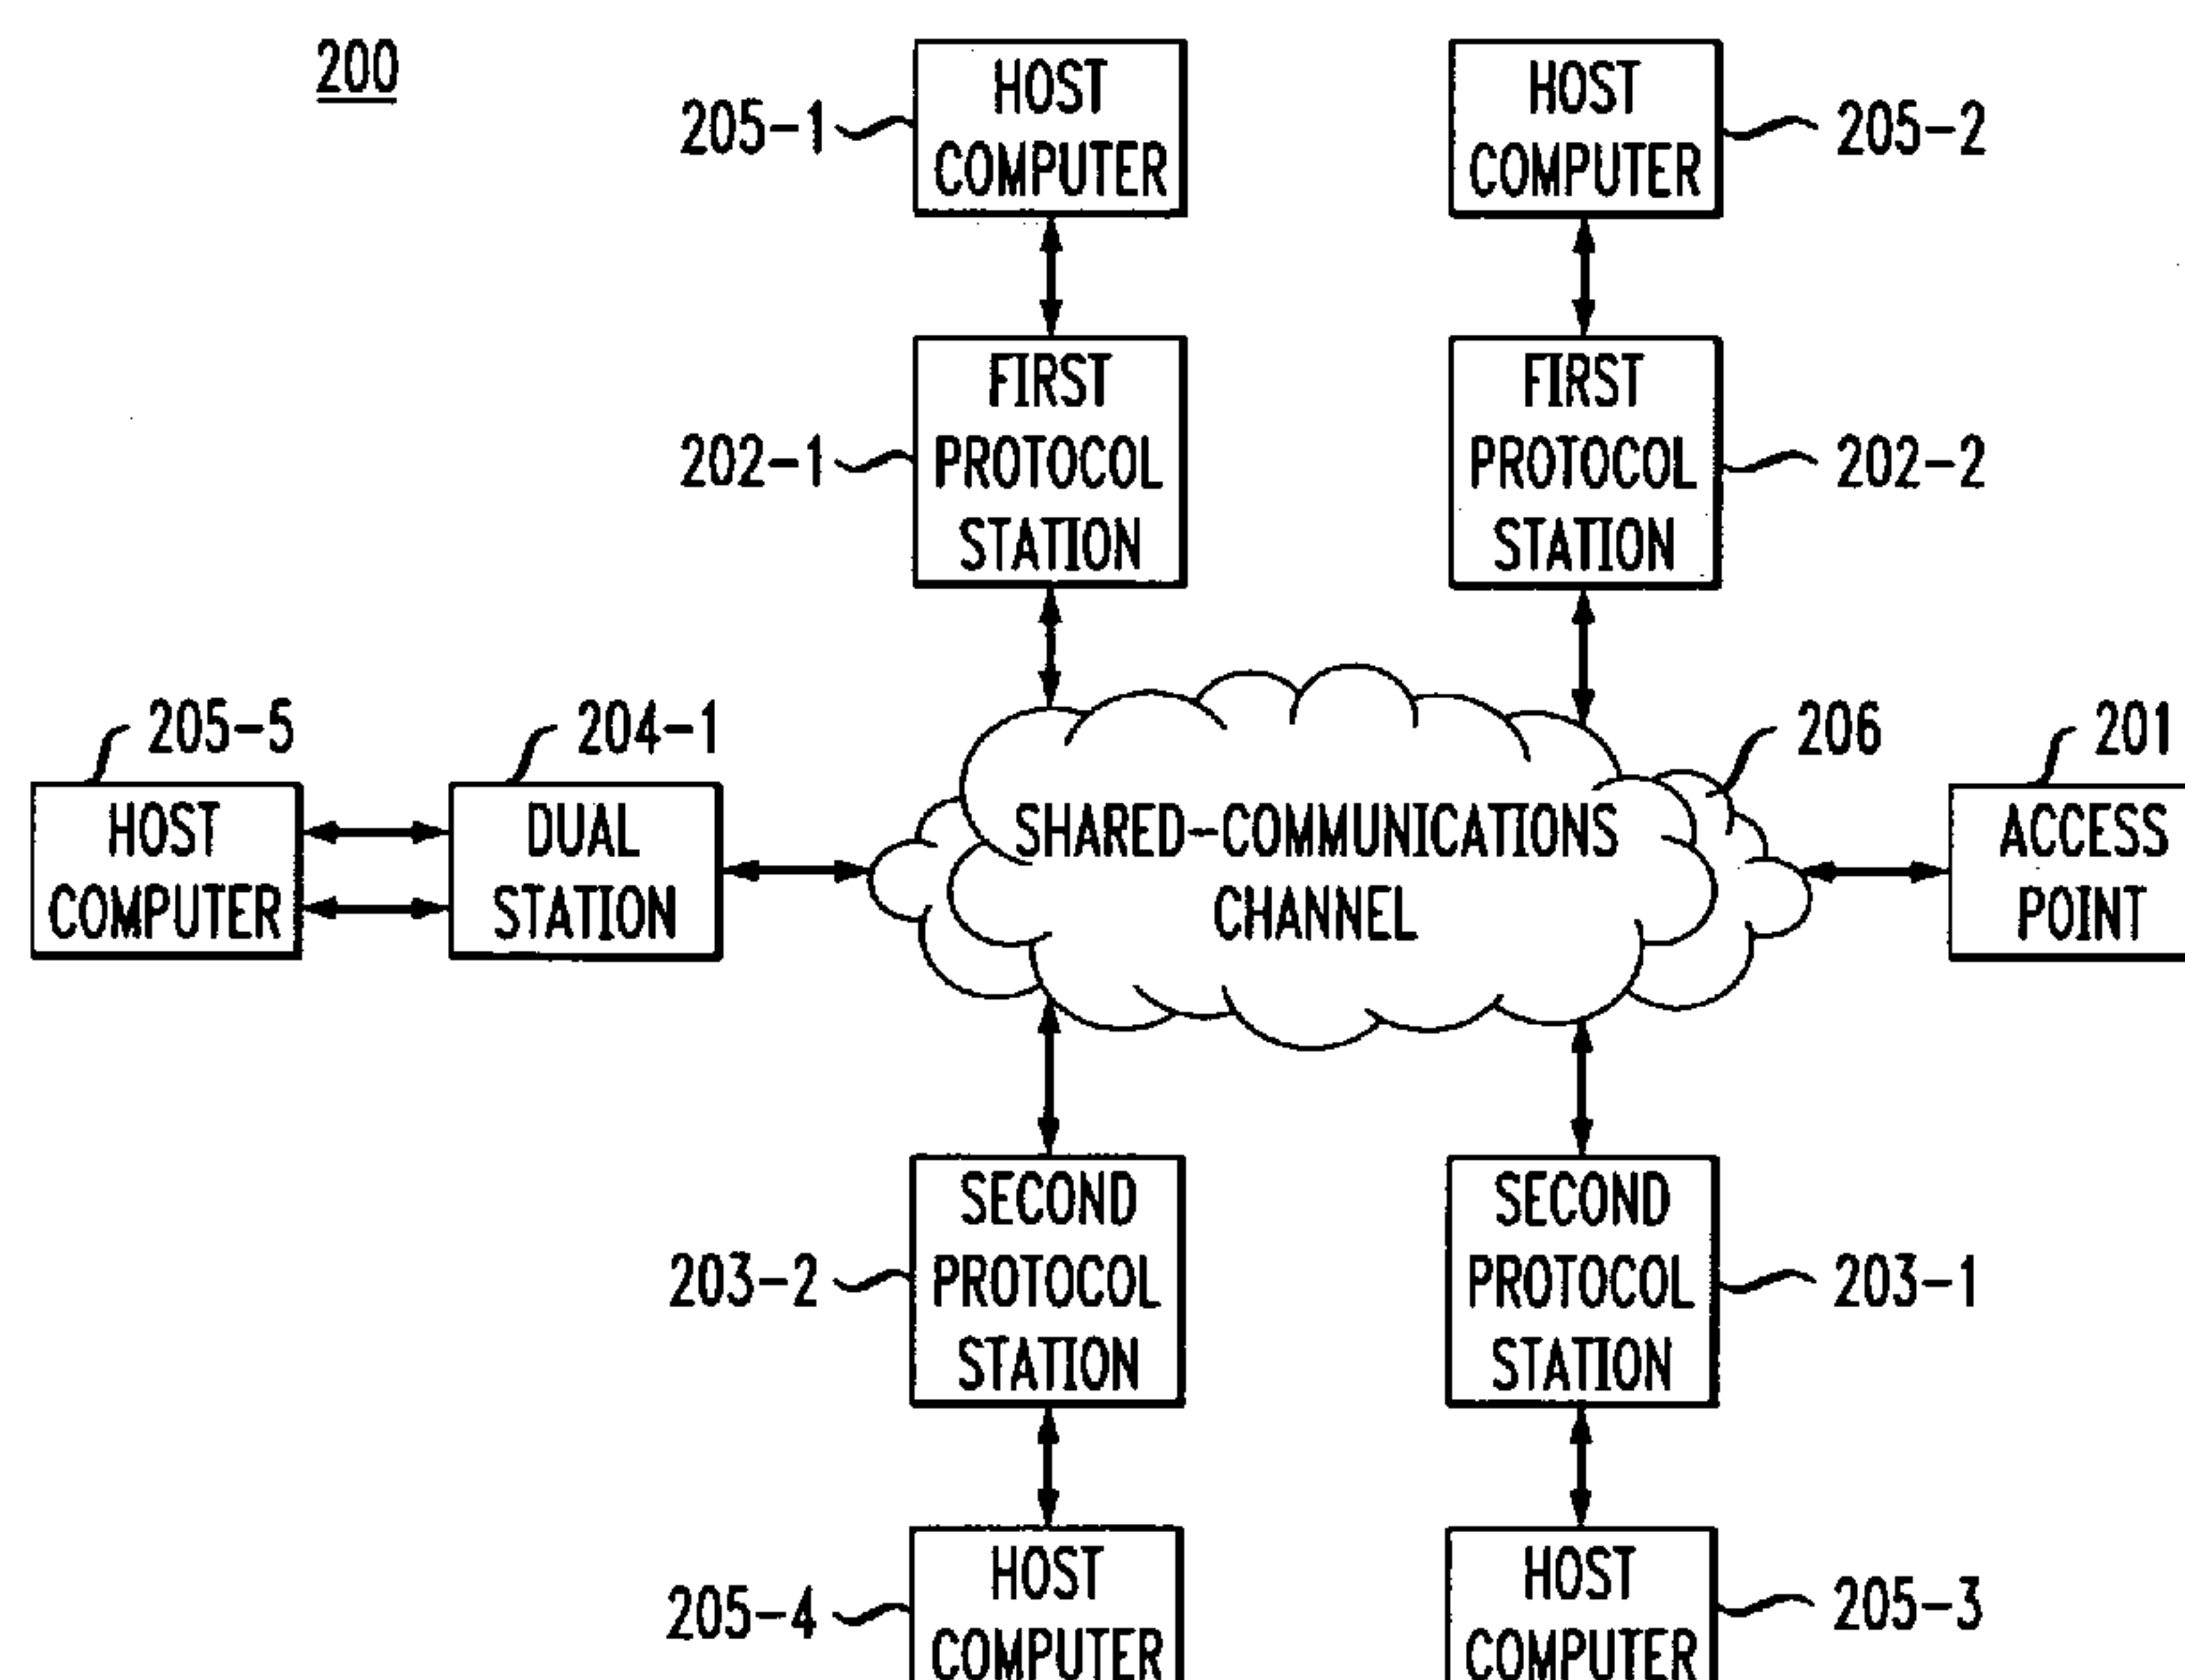 200
HOST
COMPUTER
205-1
HOST
COMPUTER
205-2
FIRST
PROTOCOL
STATION
202-1
FIRST
PROTOCOL
STATION
202-2
205-5
HOST
COMPUTER
204-1
DUAL
STATION
SHARED-COMMUNICATIONS
CHANNEL
206
201
ACCESS
POINT
SECOND
PROTOCOL
STATION
203-2
SECOND
PROTOCOL
STATION
203-1
HOST
COMPUTER
205-4
HOST
COMPUTER
205-3